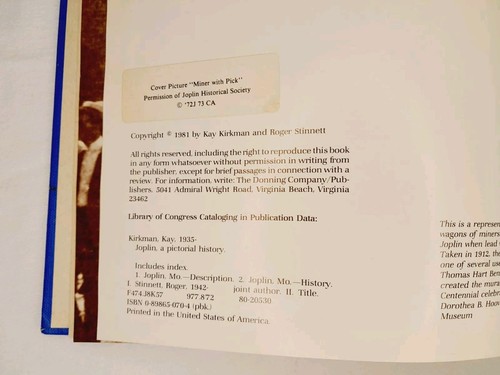 Cover Picture "Miner with Pick"
Permission of Joplin Historical Society
© '72J 73 CA
Copyright © 1981 by Kay Kirkman and Roger Stinnett
All rights reserved, including the right to reproduce this book
in any form whatsoever without permission in writing from
the publisher, except for brief passages in connection with a
review. For information, write: The Donning Company/Pub-
lishers, 5041 Admiral Wright Road, Virginia Beach, Virginia
23462
Library of Congress Cataloging in Publication Data:
Kirkman, Kay, 1935-
Joplin, a pictorial history.
Includes index.
1. Joplin, Mo.—Description. 2. Joplin, Mo.—History.
I. Stinnett, Roger, 1942- joint author. II. Title.
F474.J8K57 977.872 80-20330
ISBN 0-89865-070-4 (pbk.)
Printed in the United States of America.
This is a represen
wagons of miners
Joplin when lead
Taken in 1912, the
one of several use
Thomas Hart Ben
created the mura
Centennial celebr
Dorothea B. Hoov
Museum